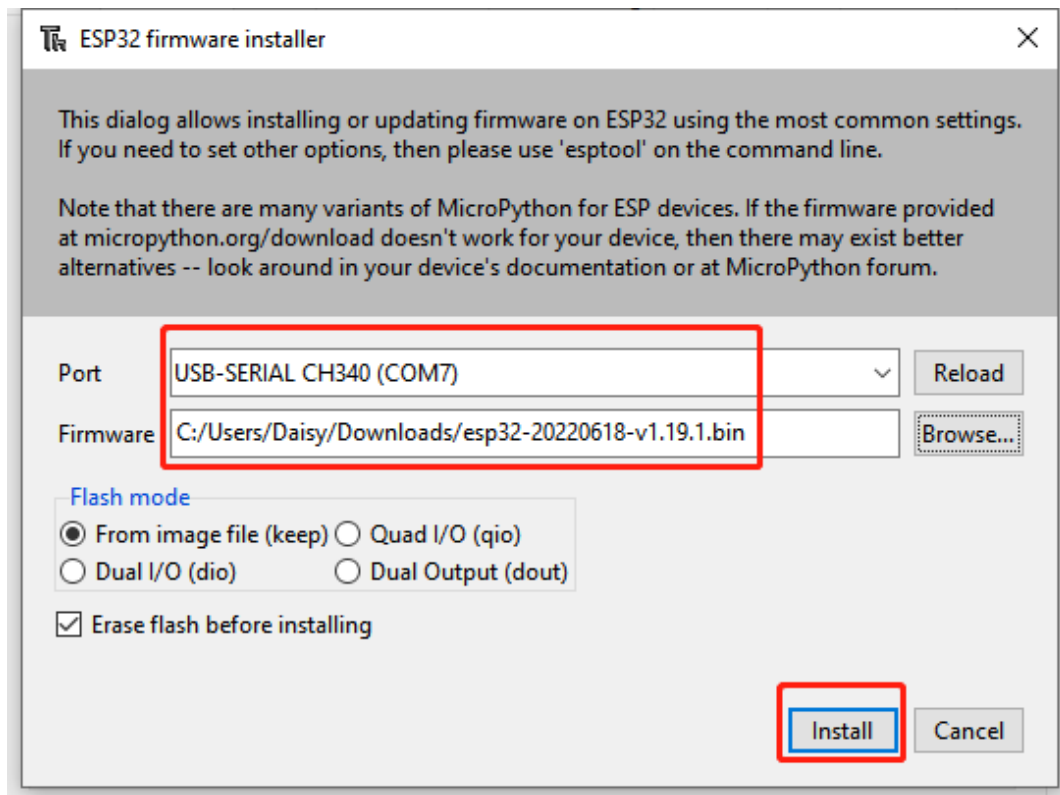 ESP32 firmware installer
This dialog allows installing or updating firmware on ESP32 using the most common settings.
If you need to set other options, then please use 'esptool' on the command line.
Note that there are many variants of MicroPython for ESP devices. If the firmware provided
at micropython.org/download doesn't work for your device, then there may exist better
alternatives -- look around in your device's documentation or at MicroPython forum.
Port USB-SERIAL CH340 (COM7) Reload
Firmware C:/Users/Daisy/Downloads/esp32-20220618-v1.19.1.bin Browse...
Flash mode
From image file (keep) Quad I/O (qio)
Dual I/O (dio) Dual Output (dout)
Erase flash before installing
Install Cancel